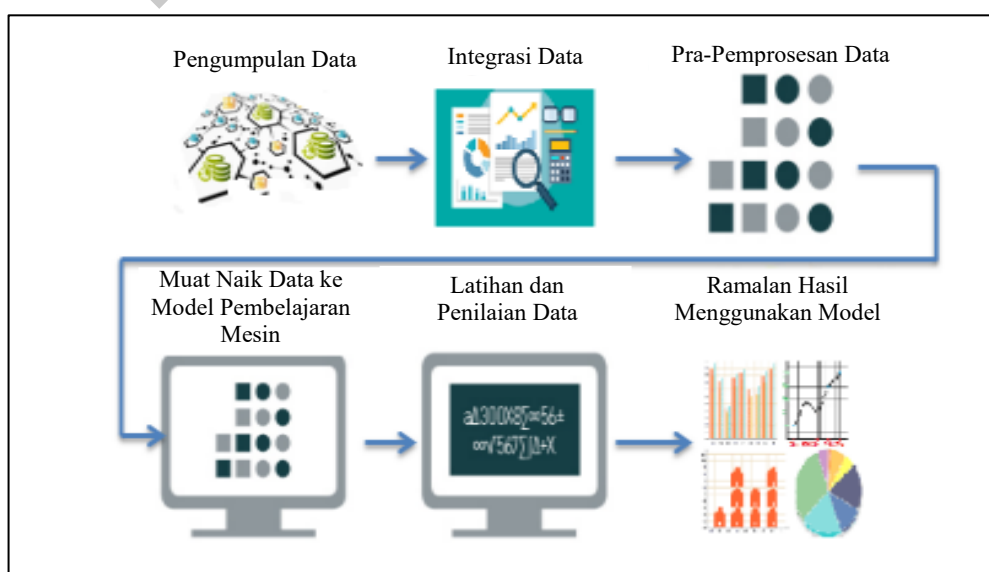 Pengumpulan Data
Integrasi Data
Pra-Pemprosesan Data
Muat Naik Data ke
Model Pembelajaran
Mesin
Latihan dan
Penilaian Data
Ramalan Hasil
Menggunakan Model